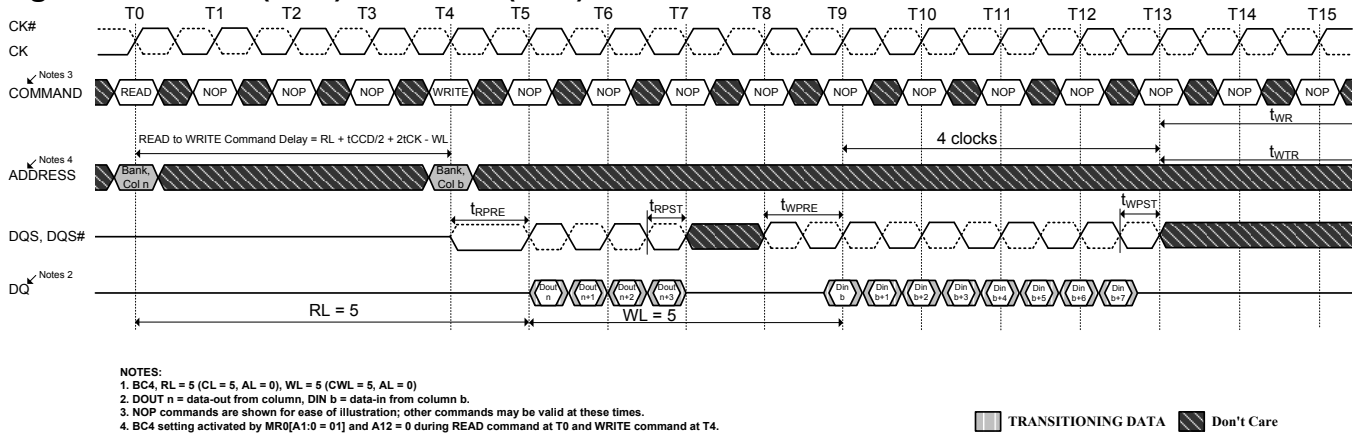 T0 T1 T2 T3 T4 T5 T6 T7 T8 T9 T10 T11 T12 T13 T14 T15
CK#
CK
Notes 3
COMMAND
READ NOP NOP NOP WRITE NOP NOP NOP NOP NOP NOP NOP NOP NOP NOP NOP
READ to WRITE Command Delay = RL + tCCD/2 + 2tCK - WL
4 clocks
tWR
tWTR
Notes 4
ADDRESS
Bank, Col n
Bank, Col b
tRPRE tRPST tWPRE tWPST
DQS, DQS#
Notes 2
DQ
Dout n Dout n+1 Dout n+2 Dout n+3 Din b Din b+1 Din b+2 Din b+3 Din b+4 Din b+5 Din b+6 Din b+7
RL = 5 WL = 5
NOTES:
1. BC4, RL = 5 (CL = 5, AL = 0), WL = 5 (CWL = 5, AL = 0)
2. DOUT n = data-out from column, DIN b = data-in from column b.
3. NOP commands are shown for ease of illustration; other commands may be valid at these times.
4. BC4 setting activated by MR0[A1:0 = 01] and A12 = 0 during READ command at T0 and WRITE command at T4.
TRANSITIONING DATA Don't Care